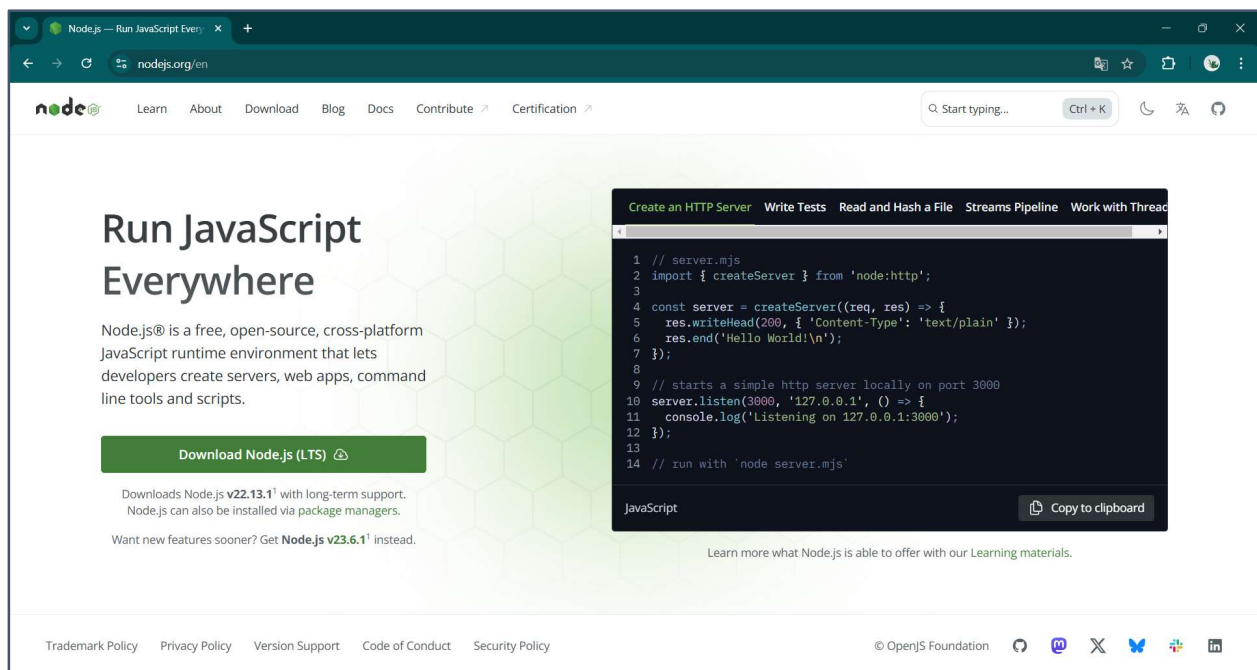 Node.js — Run JavaScript Every
nodejs.org/en
node
Learn About Download Blog Docs Contribute Certification
Start typing... Ctrl + K
Run JavaScript
Everywhere
Node.js® is a free, open-source, cross-platform
JavaScript runtime environment that lets
developers create servers, web apps, command
line tools and scripts.
Download Node.js (LTS)
Downloads Node.js v22.13.1¹ with long-term support.
Node.js can also be installed via package managers.
Want new features sooner? Get Node.js v23.6.1¹ instead.
Create an HTTP Server Write Tests Read and Hash a File Streams Pipeline Work with Thread
1 // server.mjs
2 import { createServer } from 'node:http';
3
4 const server = createServer((req, res) => {
5 res.writeHead(200, { 'Content-Type': 'text/plain' });
6 res.end('Hello World!\n');
7 });
8
9 // starts a simple http server locally on port 3000
10 server.listen(3000, '127.0.0.1', () => {
11 console.log('Listening on 127.0.0.1:3000');
12 });
13
14 // run with `node server.mjs`
JavaScript Copy to clipboard
Learn more what Node.js is able to offer with our Learning materials.
Trademark Policy Privacy Policy Version Support Code of Conduct Security Policy © OpenJS Foundation